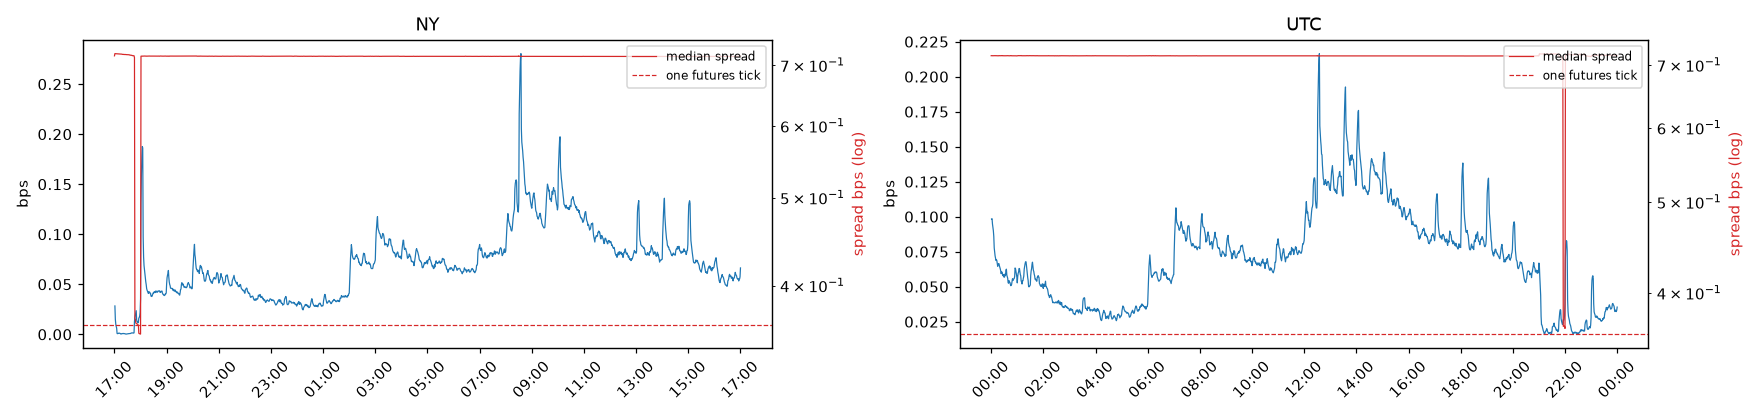 NY
bps
0.25
0.20
0.15
0.10
0.05
0.00
17:00
19:00
21:00
23:00
01:00
03:00
05:00
07:00
09:00
11:00
13:00
15:00
17:00
median spread
one futures tick
7 × 10⁻¹
6 × 10⁻¹
5 × 10⁻¹
4 × 10⁻¹
spread bps (log)
UTC
bps
0.225
0.200
0.175
0.150
0.125
0.100
0.075
0.050
0.025
00:00
02:00
04:00
06:00
08:00
10:00
12:00
14:00
16:00
18:00
20:00
22:00
00:00
median spread
one futures tick
7 × 10⁻¹
6 × 10⁻¹
5 × 10⁻¹
4 × 10⁻¹
spread bps (log)